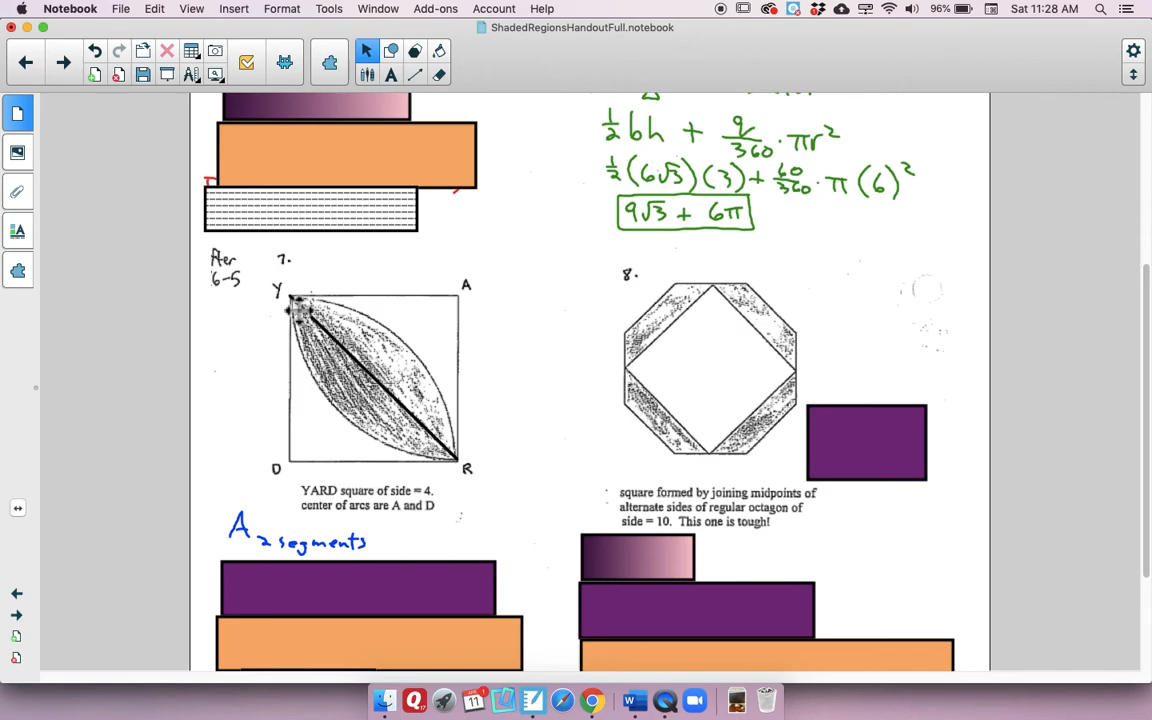 Notebook File Edit View Insert Format Tools Window Add-ons Account Help 96% Sat 11:28 AM
ShadedRegionsHandoutFull.notebook
½bh + 9/360 · πr²
½(6√3)(3) + 60/360 · π(6)²
9√3 + 6π
After
6-5
7.
8.
Y
A
D
R
YARD square of side = 4.
center of arcs are A and D
square formed by joining midpoints of
alternate sides of regular octagon of
side = 10. This one is tough!
A 2 segments